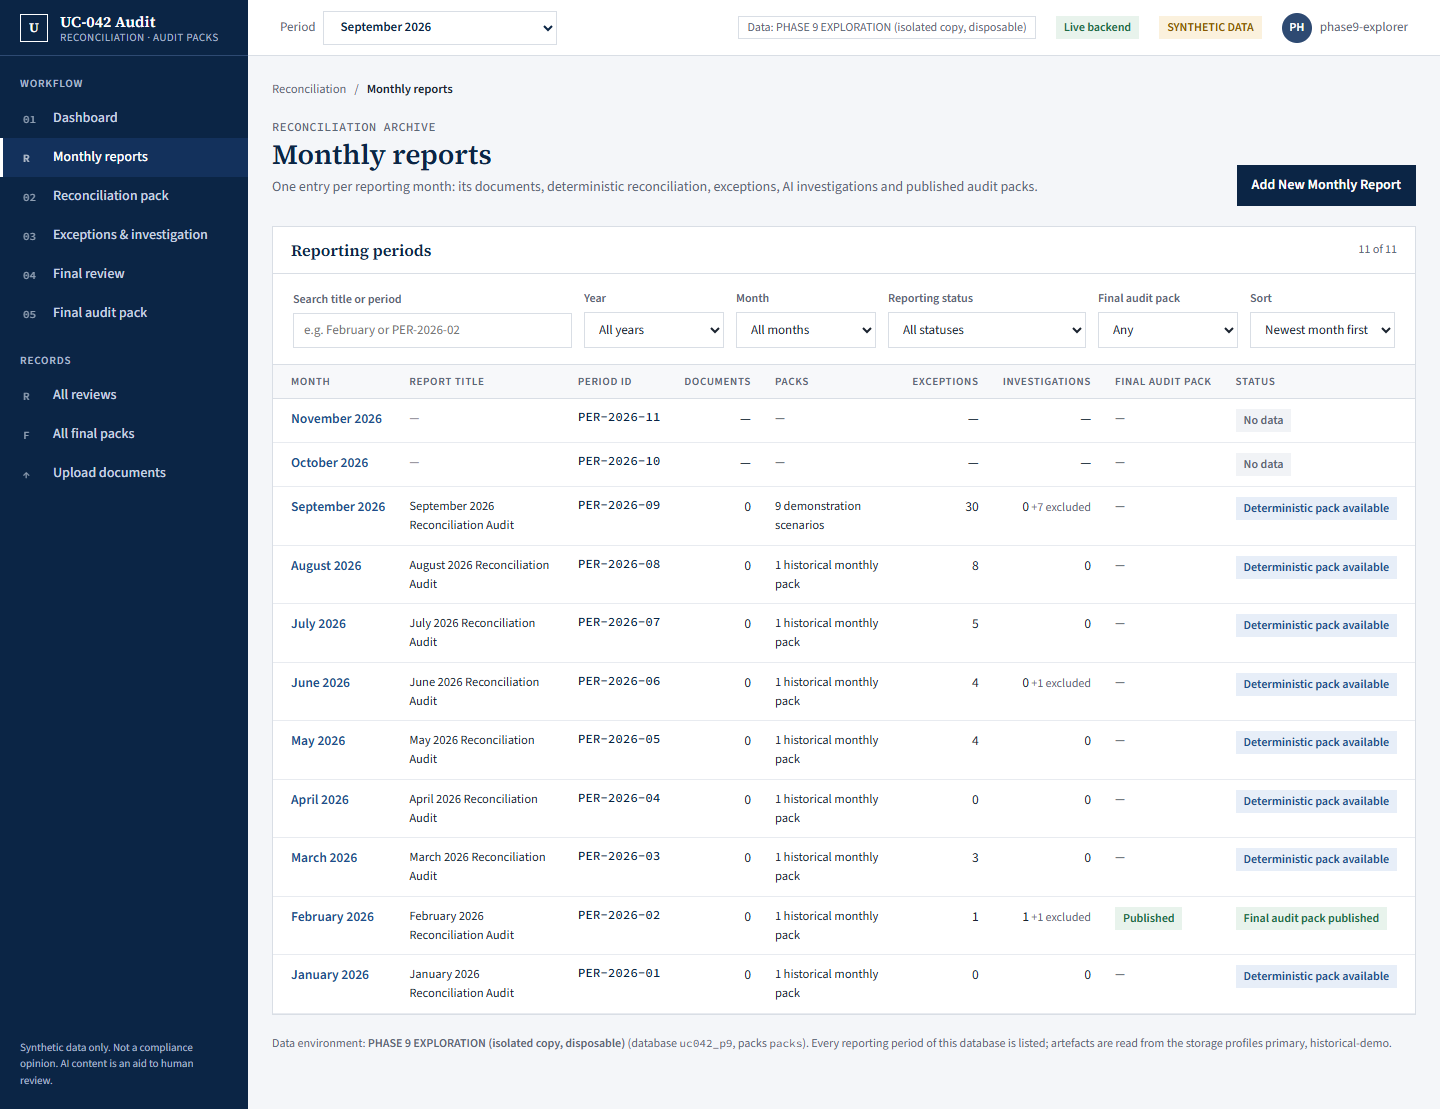 U
UC-042 Audit
RECONCILIATION · AUDIT PACKS
Period
September 2026
Data: PHASE 9 EXPLORATION (isolated copy, disposable)
Live backend
SYNTHETIC DATA
PH
phase9-explorer
WORKFLOW
01 Dashboard
R Monthly reports
02 Reconciliation pack
03 Exceptions & investigation
04 Final review
05 Final audit pack
RECORDS
R All reviews
F All final packs
↑ Upload documents
Synthetic data only. Not a compliance
opinion. AI content is an aid to human
review.
Reconciliation / Monthly reports
RECONCILIATION ARCHIVE
Monthly reports
One entry per reporting month: its documents, deterministic reconciliation, exceptions, AI investigations and published audit packs.
Add New Monthly Report
Reporting periods
11 of 11
Search title or period Year Month Reporting status Final audit pack Sort
e.g. February or PER-2026-02 All years All months All statuses Any Newest month first
MONTH REPORT TITLE PERIOD ID DOCUMENTS PACKS EXCEPTIONS INVESTIGATIONS FINAL AUDIT PACK STATUS
November 2026 — PER-2026-11 — — — — — No data
October 2026 — PER-2026-10 — — — — — No data
September 2026 September 2026 PER-2026-09 0 9 demonstration 30 0 +7 excluded — Deterministic pack available
Reconciliation Audit scenarios
August 2026 August 2026 Reconciliation PER-2026-08 0 1 historical monthly 8 0 — Deterministic pack available
Audit pack
July 2026 July 2026 Reconciliation PER-2026-07 0 1 historical monthly 5 0 — Deterministic pack available
Audit pack
June 2026 June 2026 Reconciliation PER-2026-06 0 1 historical monthly 4 0 +1 excluded — Deterministic pack available
Audit pack
May 2026 May 2026 Reconciliation PER-2026-05 0 1 historical monthly 4 0 — Deterministic pack available
Audit pack
April 2026 April 2026 Reconciliation PER-2026-04 0 1 historical monthly 0 0 — Deterministic pack available
Audit pack
March 2026 March 2026 Reconciliation PER-2026-03 0 1 historical monthly 3 0 — Deterministic pack available
Audit pack
February 2026 February 2026 PER-2026-02 0 1 historical monthly 1 1 +1 excluded Published Final audit pack published
Reconciliation Audit pack
January 2026 January 2026 PER-2026-01 0 1 historical monthly 0 0 — Deterministic pack available
Reconciliation Audit pack
Data environment: PHASE 9 EXPLORATION (isolated copy, disposable) (database uc042_p9, packs packs). Every reporting period of this database is listed; artefacts are read from the storage profiles primary, historical-demo.